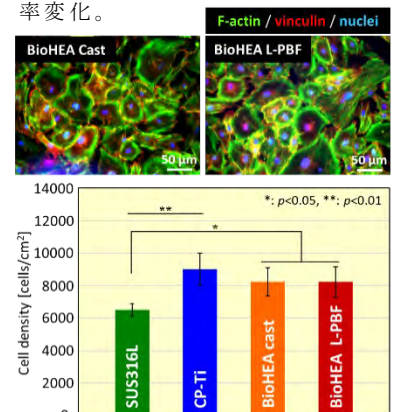 率変化。
F-actin / vinculin / nuclei
BioHEA Cast
BioHEA L-PBF
50 µm
50 µm
14000
*: p<0.05, **: p<0.01
**
12000
*
10000
8000
6000
4000
2000
Cell density [cells/cm²]
SUS316L
CP-Ti
BioHEA cast
BioHEA L-PBF